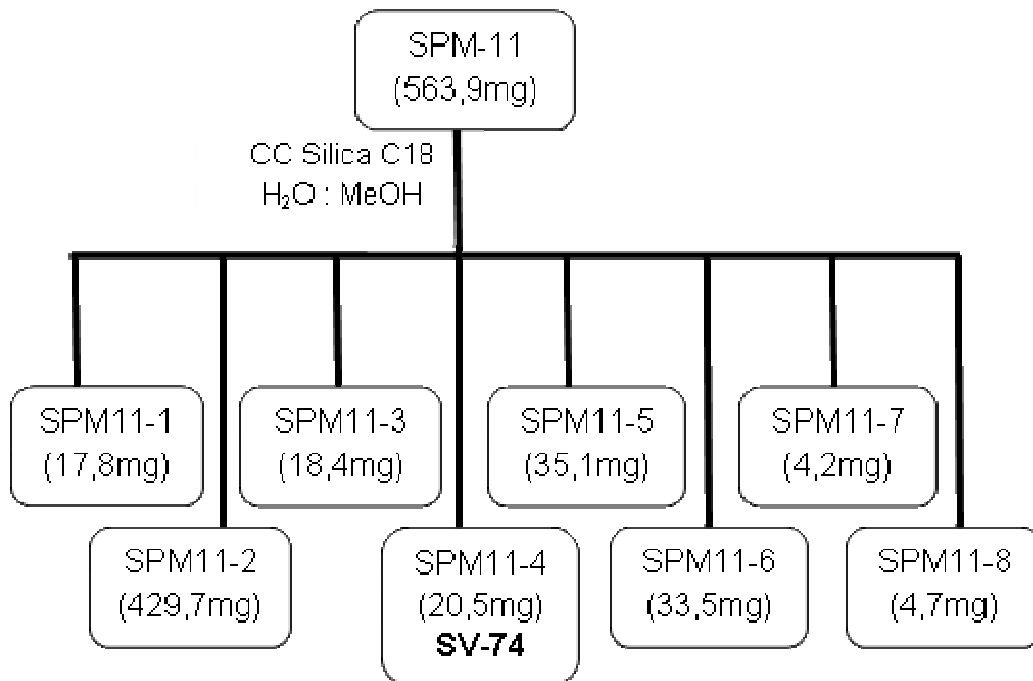 SPM-11
(563,9mg)
CC Silica C18
H₂O : MeOH
SPM11-1
(17,8mg)
SPM11-3
(18,4mg)
SPM11-5
(35,1mg)
SPM11-7
(4,2mg)
SPM11-2
(429,7mg)
SPM11-4
(20,5mg)
SV-74
SPM11-6
(33,5mg)
SPM11-8
(4,7mg)